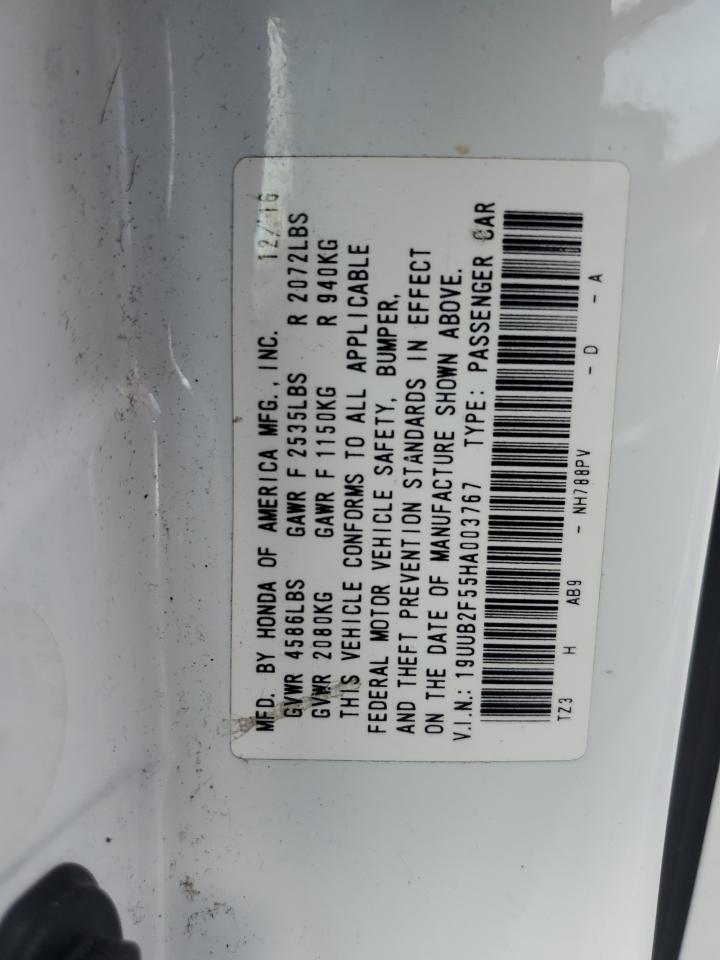 MFD. BY HONDA OF AMERICA MFG., INC. 12/16
GVWR 4586LBS GAWR F 2535LBS R 2072LBS
GVWR 2080KG GAWR F 1150KG R 940KG
THIS VEHICLE CONFORMS TO ALL APPLICABLE
FEDERAL MOTOR VEHICLE SAFETY, BUMPER,
AND THEFT PREVENTION STANDARDS IN EFFECT
ON THE DATE OF MANUFACTURE SHOWN ABOVE.
V.I.N.: 19UUB2F55HA003767 TYPE: PASSENGER CAR
TZ3 H AB9 - NH788PV - D - A